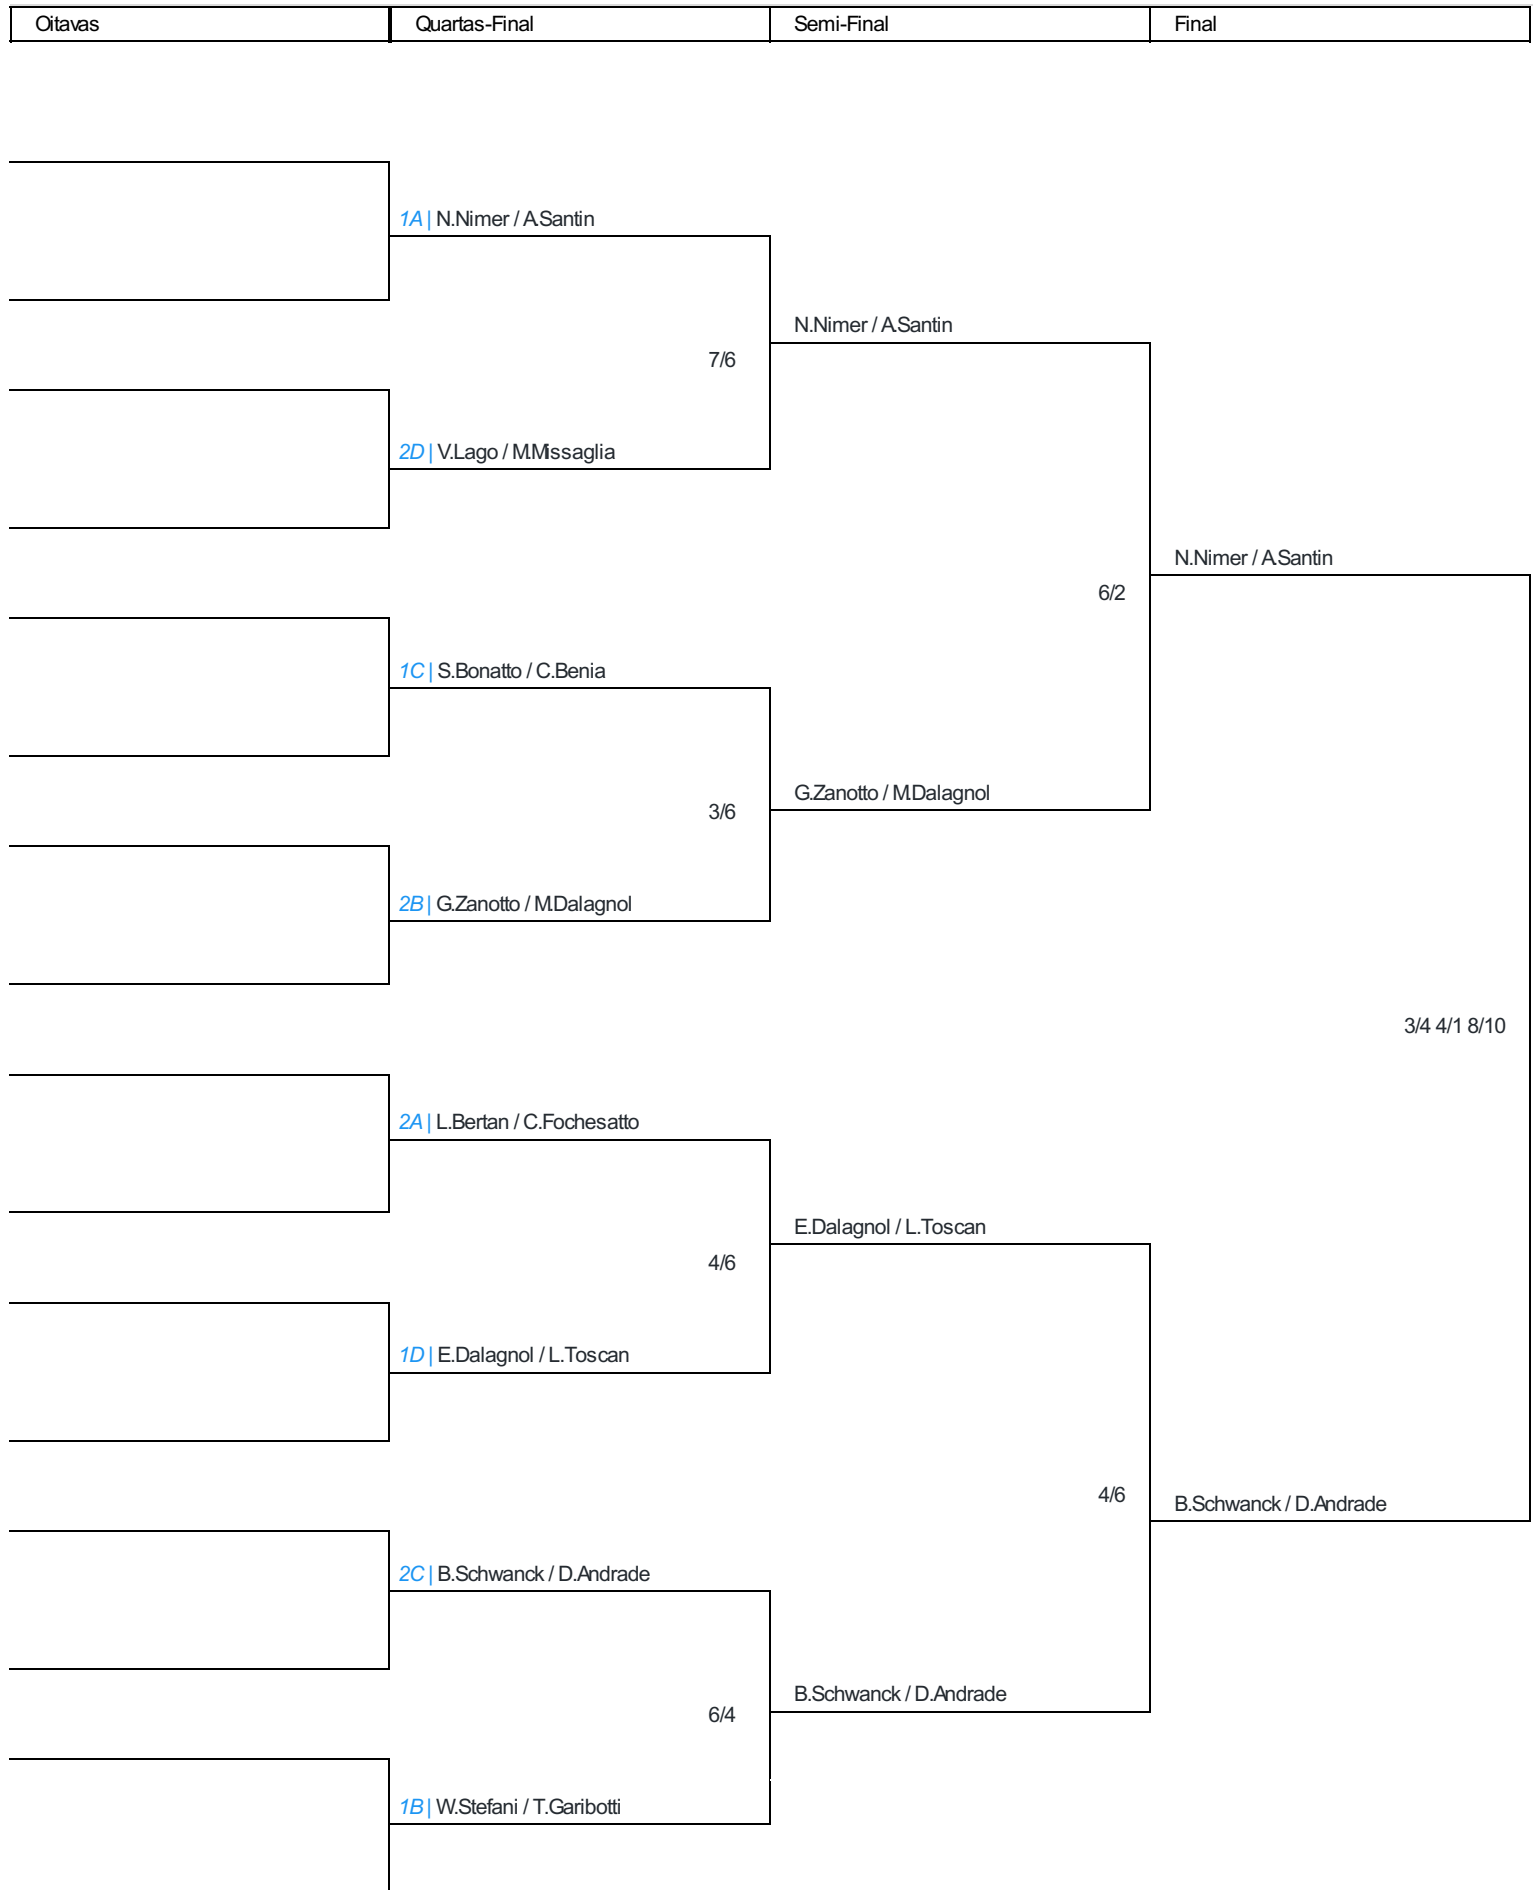 Oitavas Quartas-Final Semi-Final Final
1A | N.Nimer / A.Santin
N.Nimer / A.Santin
7/6
2D | V.Lago / M.Missaglia
N.Nimer / A.Santin
6/2
1C | S.Bonatto / C.Benia
G.Zanotto / M.Dalagnol
3/6
2B | G.Zanotto / M.Dalagnol
3/4 4/1 8/10
2A | L.Bertan / C.Fochesatto
E.Dalagnol / L.Toscan
4/6
1D | E.Dalagnol / L.Toscan
4/6
B.Schwanck / D.Andrade
2C | B.Schwanck / D.Andrade
B.Schwanck / D.Andrade
6/4
1B | W.Stefani / T.Garibotti